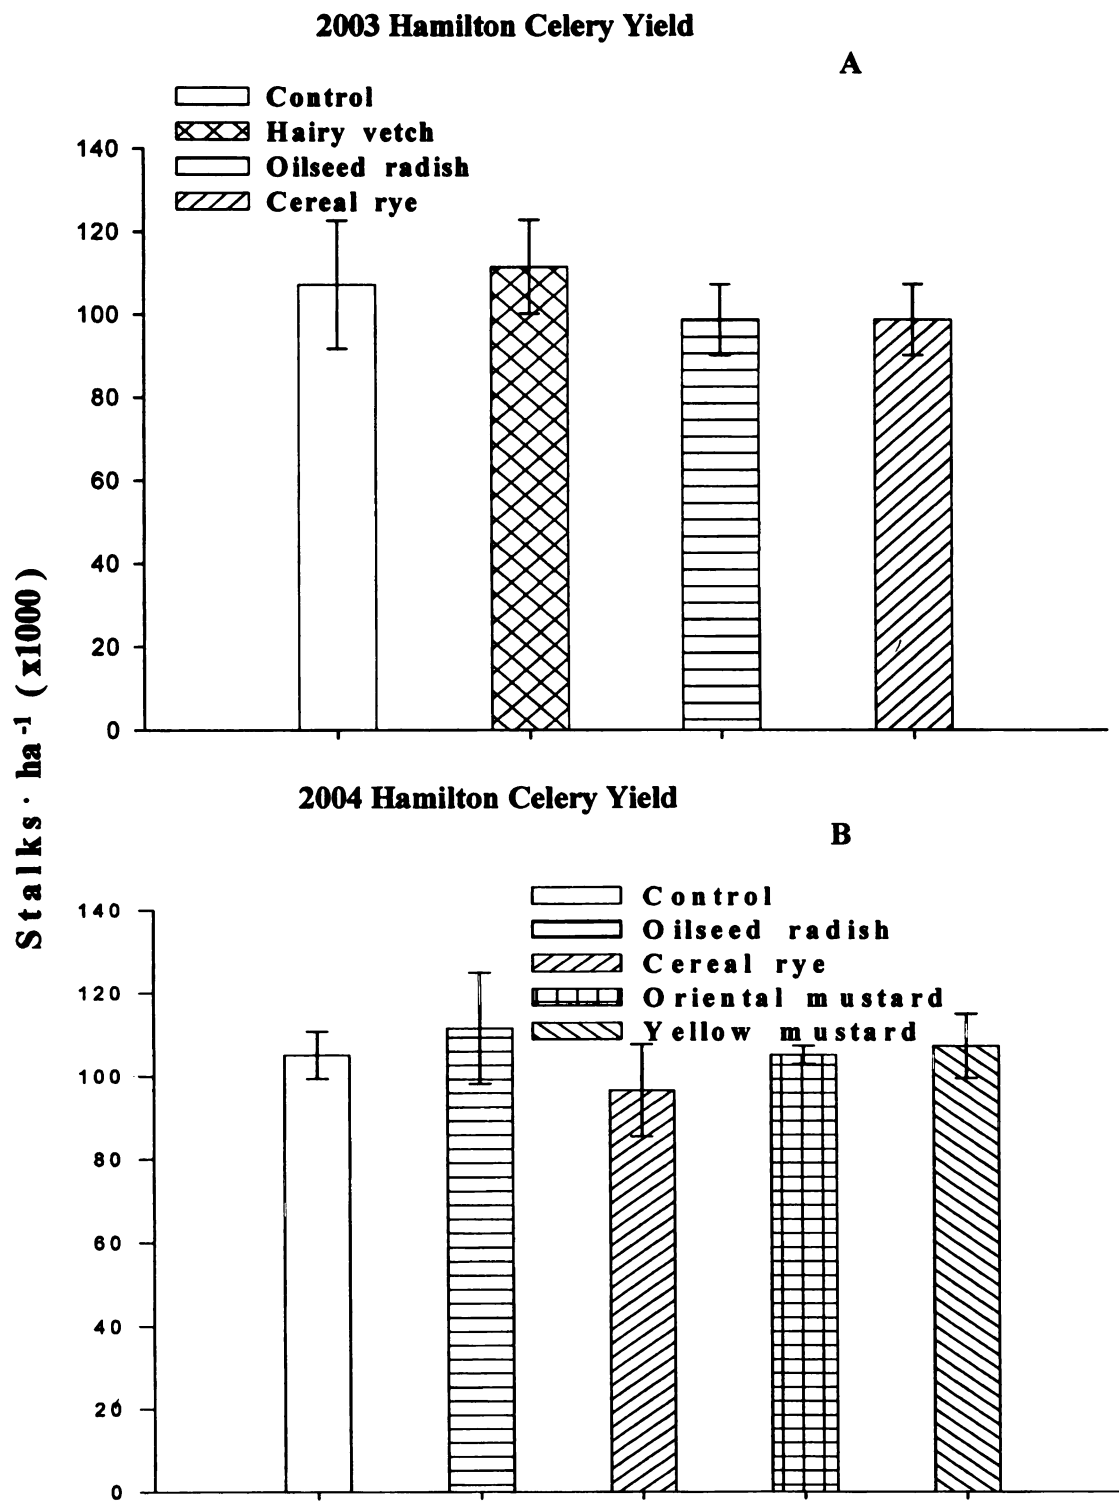 2003 Hamilton Celery Yield
A
Control
Hairy vetch
Oilseed radish
Cereal rye
140
120
100
80
60
40
20
0
Stalks · ha⁻¹ (x1000)
2004 Hamilton Celery Yield
B
Control
Oilseed radish
Cereal rye
Oriental mustard
Yellow mustard
140
120
100
80
60
40
20
0